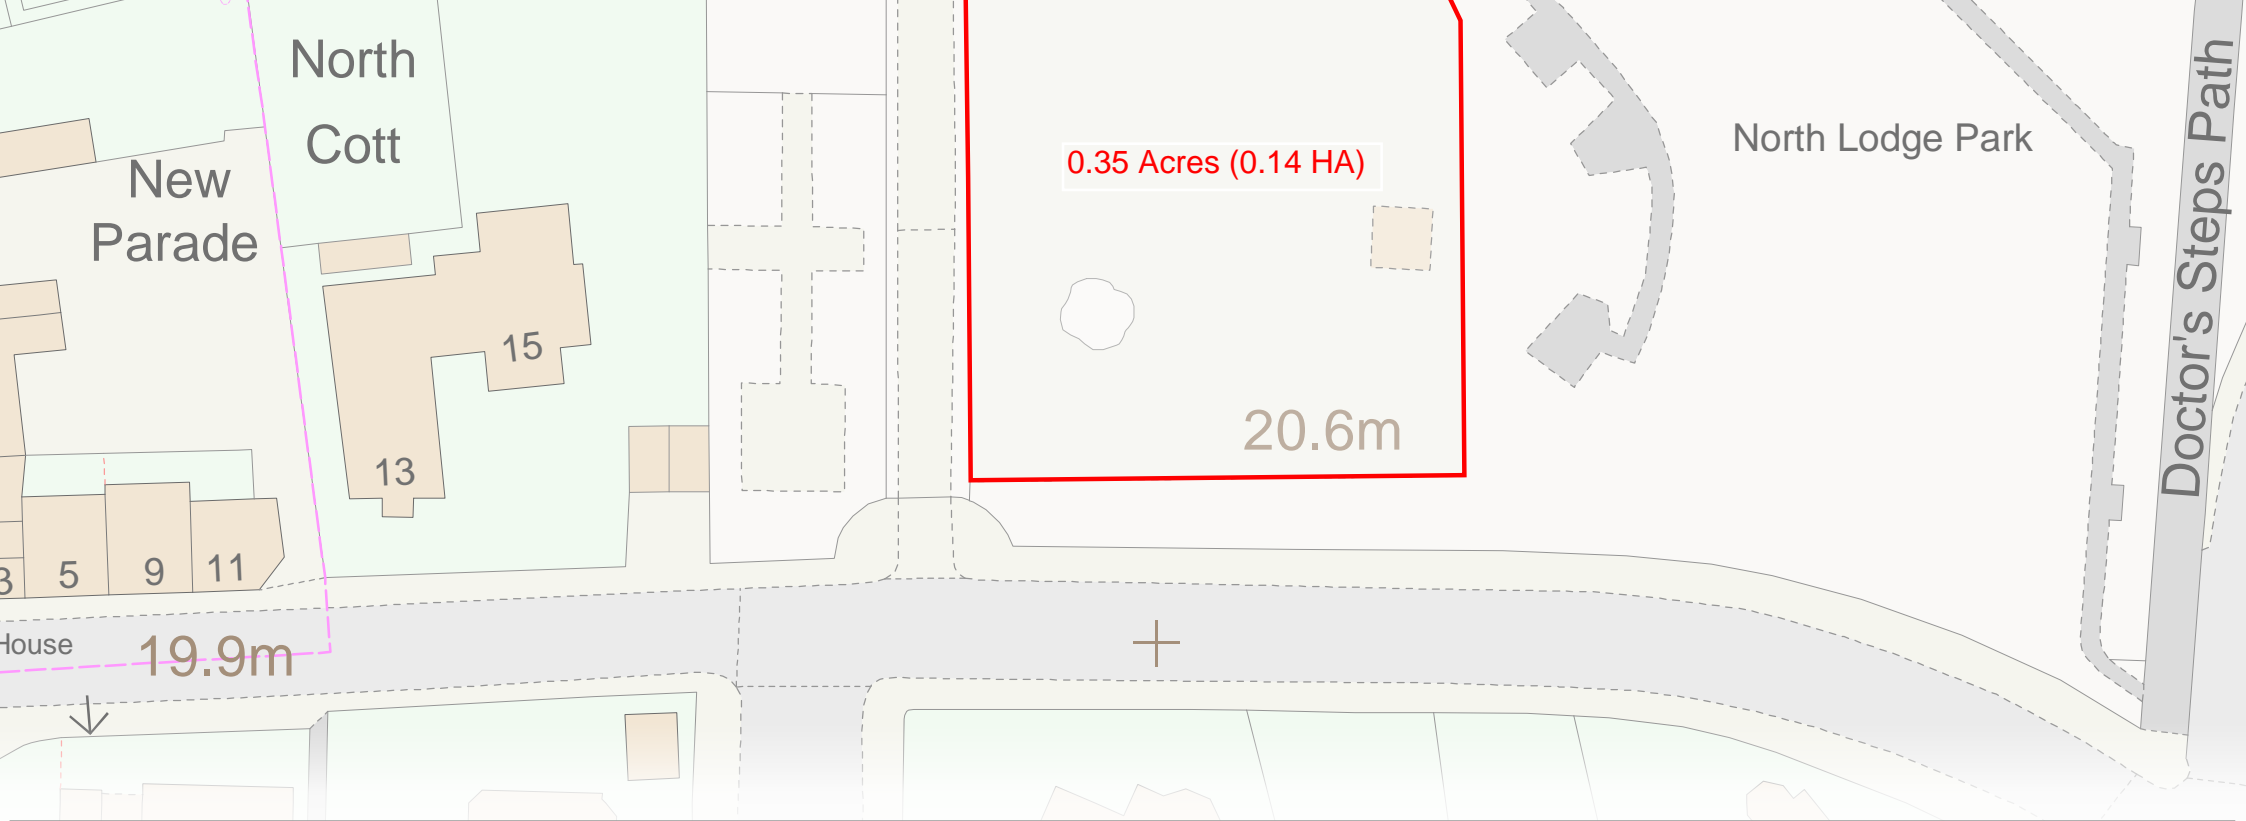 North
Cott
New
Parade
0.35 Acres (0.14 HA)
North Lodge Park
Doctor's Steps Path
15
13
20.6m
3
5
9
11
House
19.9m